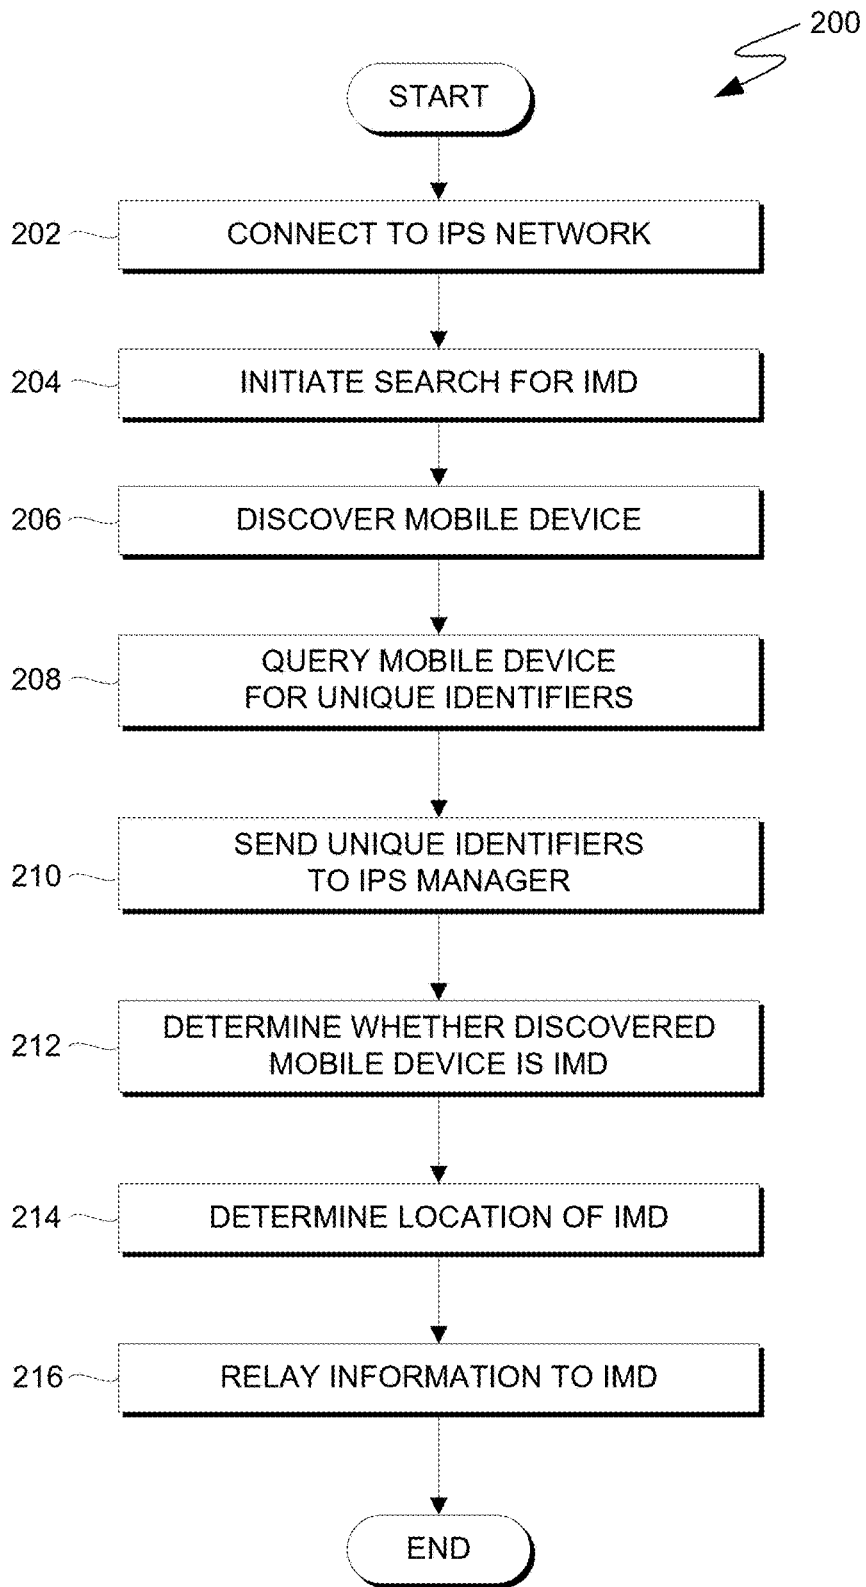 200
START
202
CONNECT TO IPS NETWORK
204
INITIATE SEARCH FOR IMD
206
DISCOVER MOBILE DEVICE
208
QUERY MOBILE DEVICE
FOR UNIQUE IDENTIFIERS
210
SEND UNIQUE IDENTIFIERS
TO IPS MANAGER
212
DETERMINE WHETHER DISCOVERED
MOBILE DEVICE IS IMD
214
DETERMINE LOCATION OF IMD
216
RELAY INFORMATION TO IMD
END